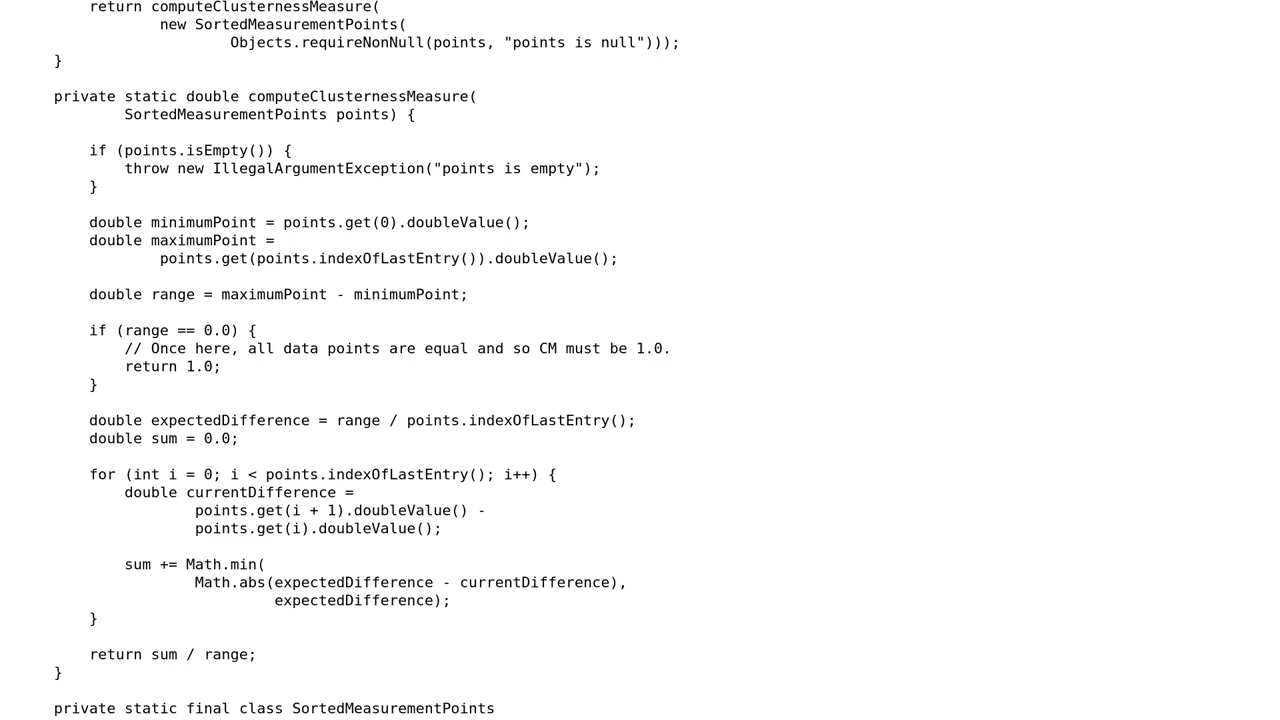 return computeClusternessMeasure(
new SortedMeasurementPoints(
Objects.requireNonNull(points, "points is null")));
}
private static double computeClusternessMeasure(
SortedMeasurementPoints points) {
if (points.isEmpty()) {
throw new IllegalArgumentException("points is empty");
}
double minimumPoint = points.get(0).doubleValue();
double maximumPoint =
points.get(points.indexOfLastEntry()).doubleValue();
double range = maximumPoint - minimumPoint;
if (range == 0.0) {
// Once here, all data points are equal and so CM must be 1.0.
return 1.0;
}
double expectedDifference = range / points.indexOfLastEntry();
double sum = 0.0;
for (int i = 0; i < points.indexOfLastEntry(); i++) {
double currentDifference =
points.get(i + 1).doubleValue() -
points.get(i).doubleValue();
sum += Math.min(
Math.abs(expectedDifference - currentDifference),
expectedDifference);
}
return sum / range;
}
private static final class SortedMeasurementPoints